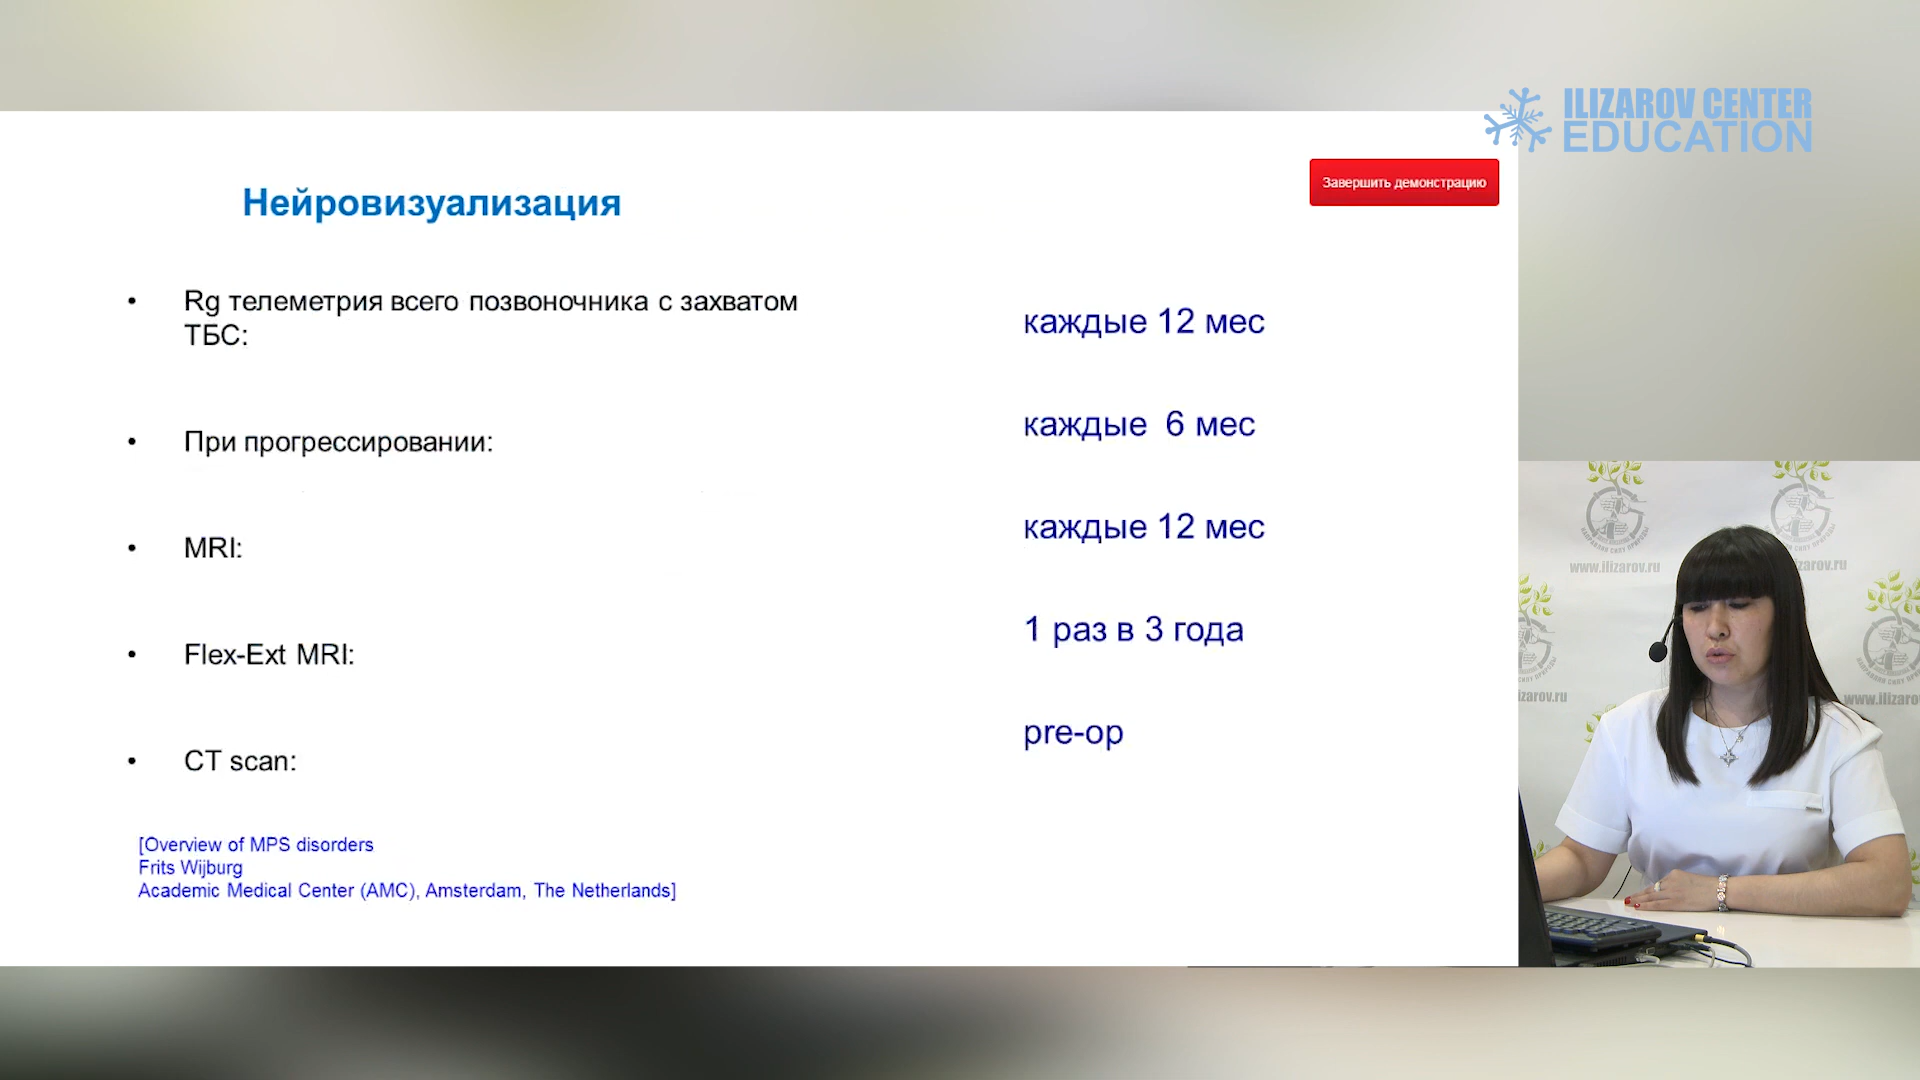 ILIZAROV CENTER
EDUCATION
Завершить демонстрацию
Нейровизуализация
• Rg телеметрия всего позвоночника с захватом
ТБС:
каждые 12 мес
• При прогрессировании:
каждые 6 мес
• MRI:
каждые 12 мес
• Flex-Ext MRI:
1 раз в 3 года
• CT scan:
pre-op
[Overview of MPS disorders
Frits Wijburg
Academic Medical Center (AMC), Amsterdam, The Netherlands]
www.ilizarov.ru